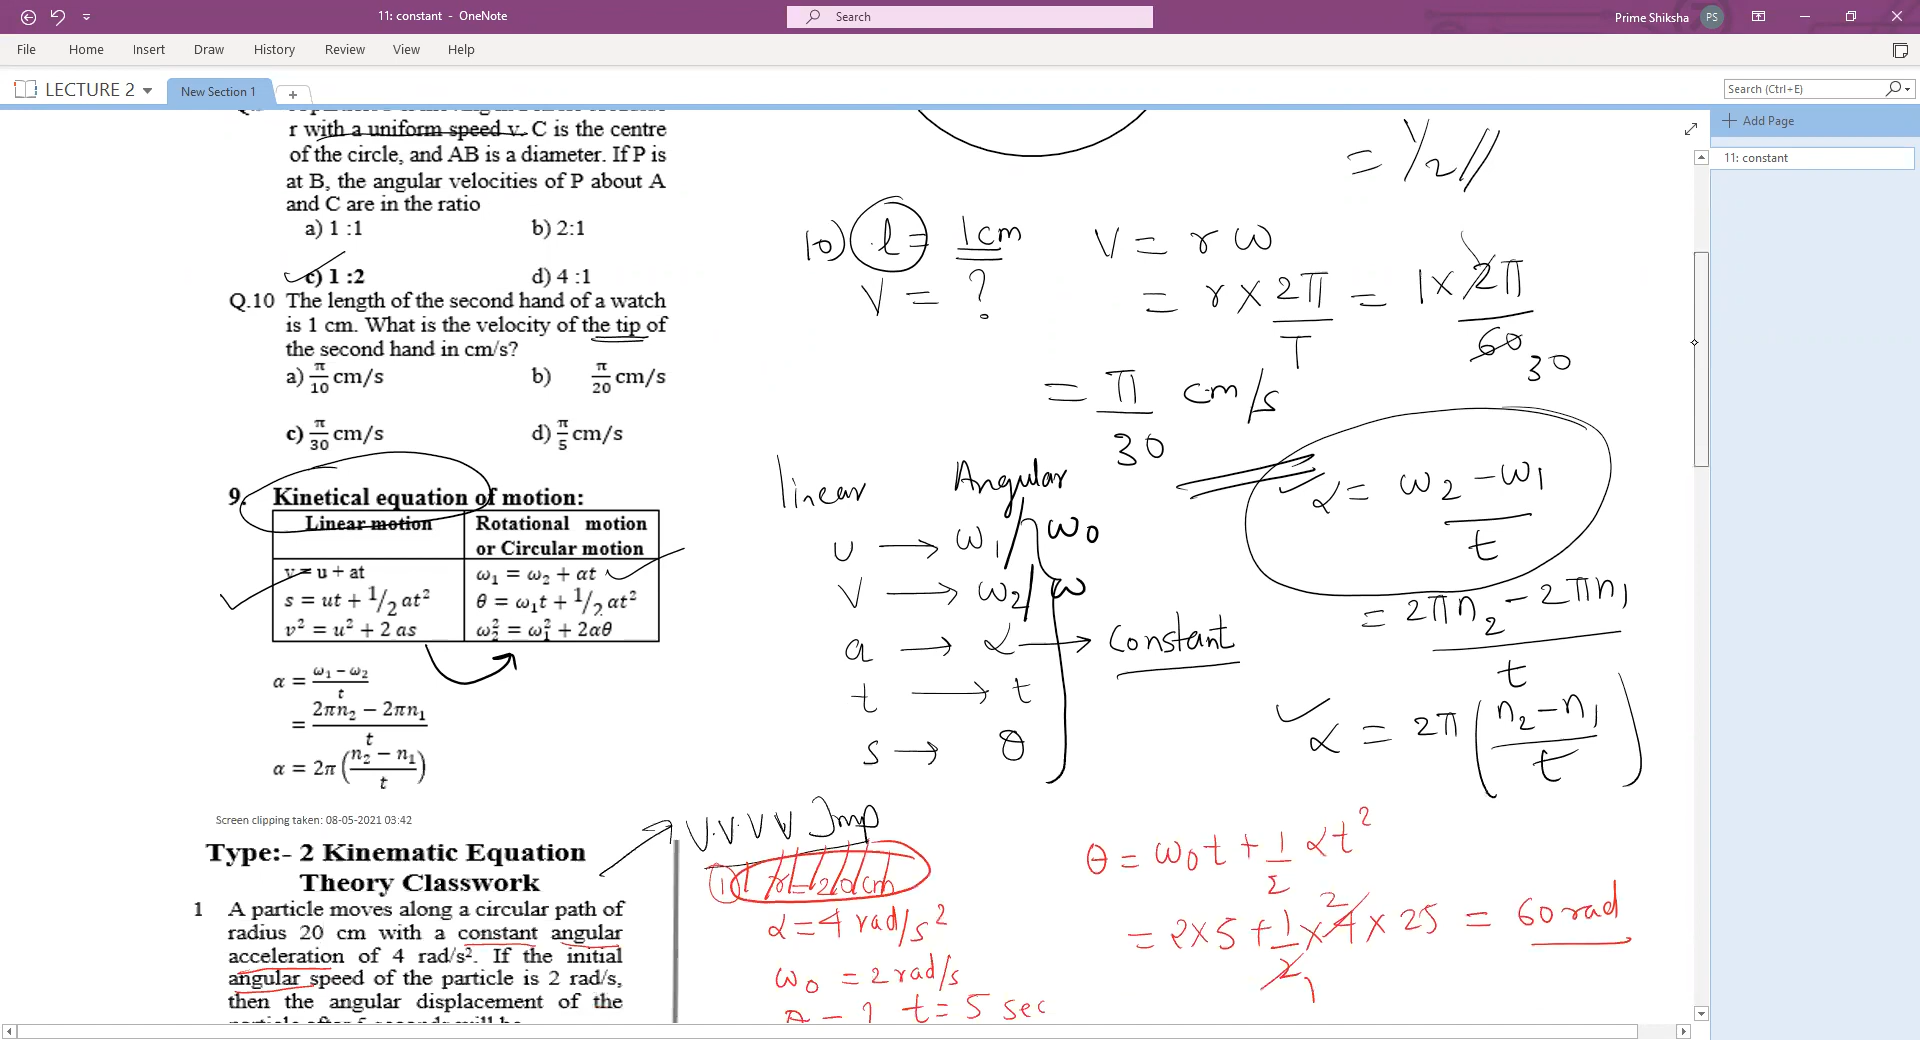 11: constant - OneNote
Search
Prime Shiksha
PS
File Home Insert Draw History Review View Help
LECTURE 2
New Section 1
Search (Ctrl+E)
Add Page
11: constant
r with a uniform speed v. C is the centre
of the circle, and AB is a diameter. If P is
at B, the angular velocities of P about A
and C are in the ratio
a) 1 :1 b) 2:1
c) 1 :2 d) 4 :1
Q.10 The length of the second hand of a watch
is 1 cm. What is the velocity of the tip of
the second hand in cm/s?
a) π/10 cm/s b) π/20 cm/s
c) π/30 cm/s d) π/5 cm/s
9. Kinetical equation of motion:
Linear motion Rotational motion
or Circular motion
v = u + at ω₁ = ω₂ + αt
s = ut + 1/2 at² θ = ω₁t + 1/2 αt²
v² = u² + 2 as ω₂² = ω₁² + 2αθ
α = (ω₁ − ω₂)/t
= (2πn₂ − 2πn₁)/t
α = 2π ((n₂ − n₁)/t)
Screen clipping taken: 08-05-2021 03:42
Type:- 2 Kinematic Equation
Theory Classwork
1 A particle moves along a circular path of
radius 20 cm with a constant angular
acceleration of 4 rad/s². If the initial
angular speed of the particle is 2 rad/s,
then the angular displacement of the
= 1/2 //
10) l = 1cm V = r ω
V = ? = r × 2π/T = 1 × 2π/60 30
= π/30 cm/s
linear Angular
u → ω₁ / ω₀
V → ω₂ / ω
a → α → constant
t → t
s → θ
α = (ω₂ − ω₁)/t
= (2πn₂ − 2πn₁)/t
α = 2π ((n₂ − n₁)/t)
V.V.V.V Imp
① r = 20cm
α = 4 rad/s²
ω₀ = 2 rad/s
θ = ? t = 5 sec
θ = ω₀t + 1/2 αt²
= 2×5 + 1/2 × 4 × 25 = 60 rad
2
1